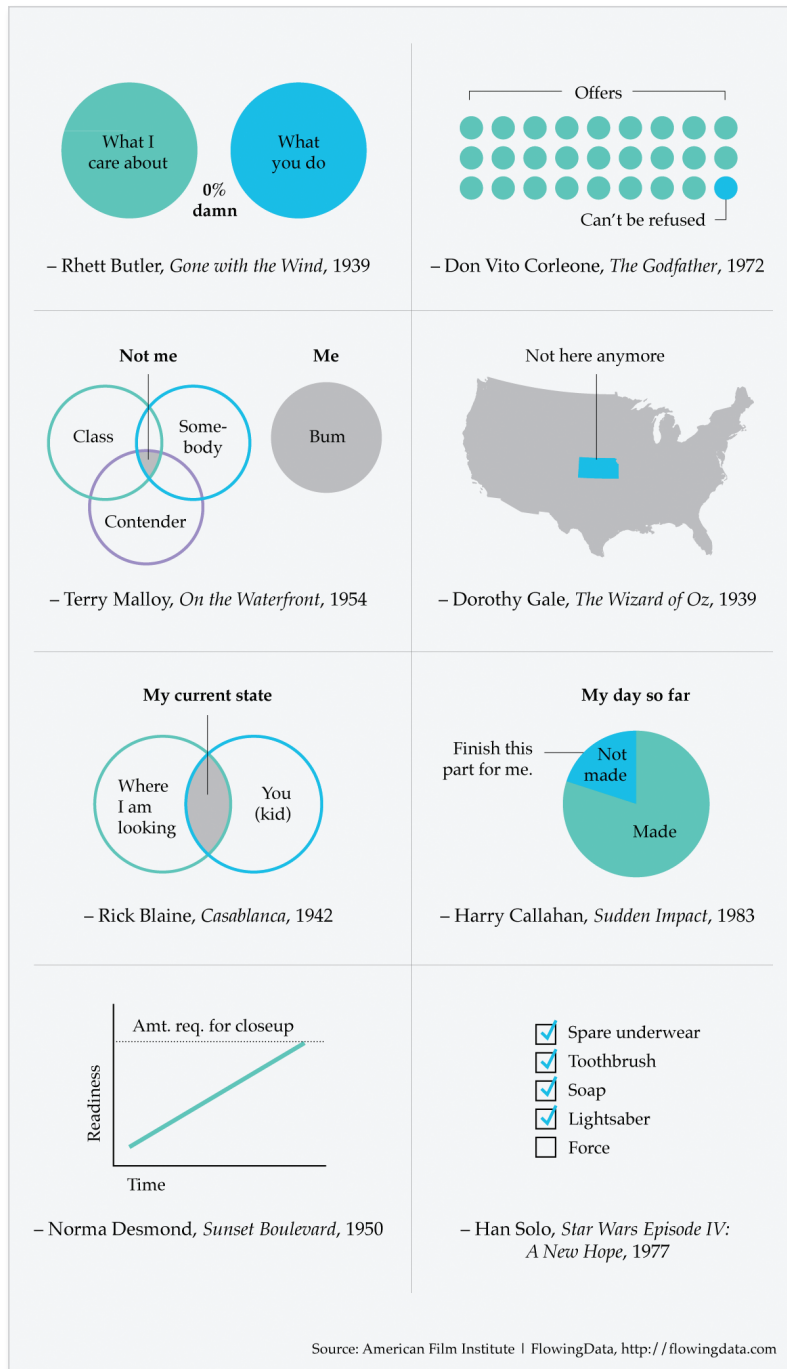 What I
care about
What
you do
0%
damn
– Rhett Butler, Gone with the Wind, 1939
Offers
Can’t be refused
– Don Vito Corleone, The Godfather, 1972
Not me
Me
Class
Some-
body
Contender
Bum
– Terry Malloy, On the Waterfront, 1954
Not here anymore
– Dorothy Gale, The Wizard of Oz, 1939
My current state
Where
I am
looking
You
(kid)
– Rick Blaine, Casablanca, 1942
My day so far
Finish this
part for me.
Not
made
Made
– Harry Callahan, Sudden Impact, 1983
Amt. req. for closeup
Readiness
Time
– Norma Desmond, Sunset Boulevard, 1950
Spare underwear
Toothbrush
Soap
Lightsaber
Force
– Han Solo, Star Wars Episode IV:
A New Hope, 1977
Source: American Film Institute | FlowingData, http://flowingdata.com